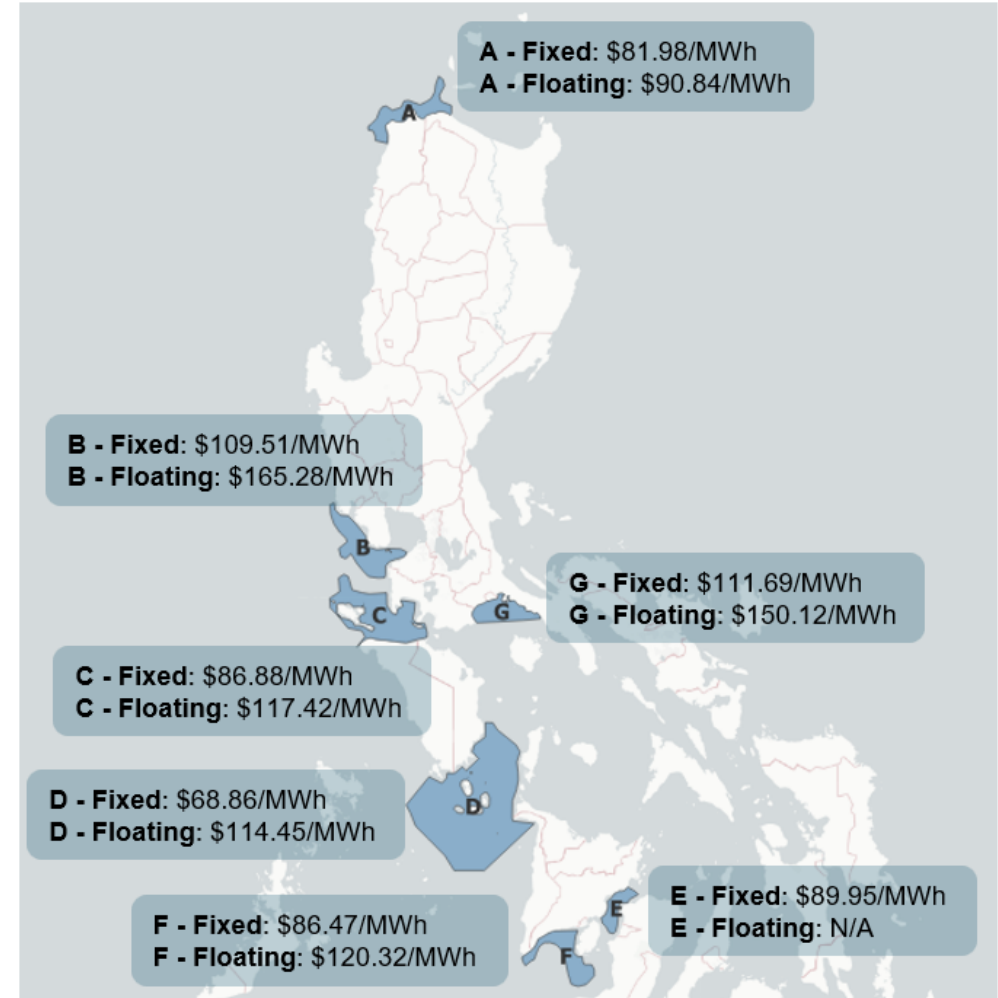 A - Fixed: $81.98/MWh
A - Floating: $90.84/MWh
A
B - Fixed: $109.51/MWh
B - Floating: $165.28/MWh
B
G - Fixed: $111.69/MWh
G - Floating: $150.12/MWh
G
C
C - Fixed: $86.88/MWh
C - Floating: $117.42/MWh
D - Fixed: $68.86/MWh
D - Floating: $114.45/MWh
D
E - Fixed: $89.95/MWh
E - Floating: N/A
E
F - Fixed: $86.47/MWh
F - Floating: $120.32/MWh
F